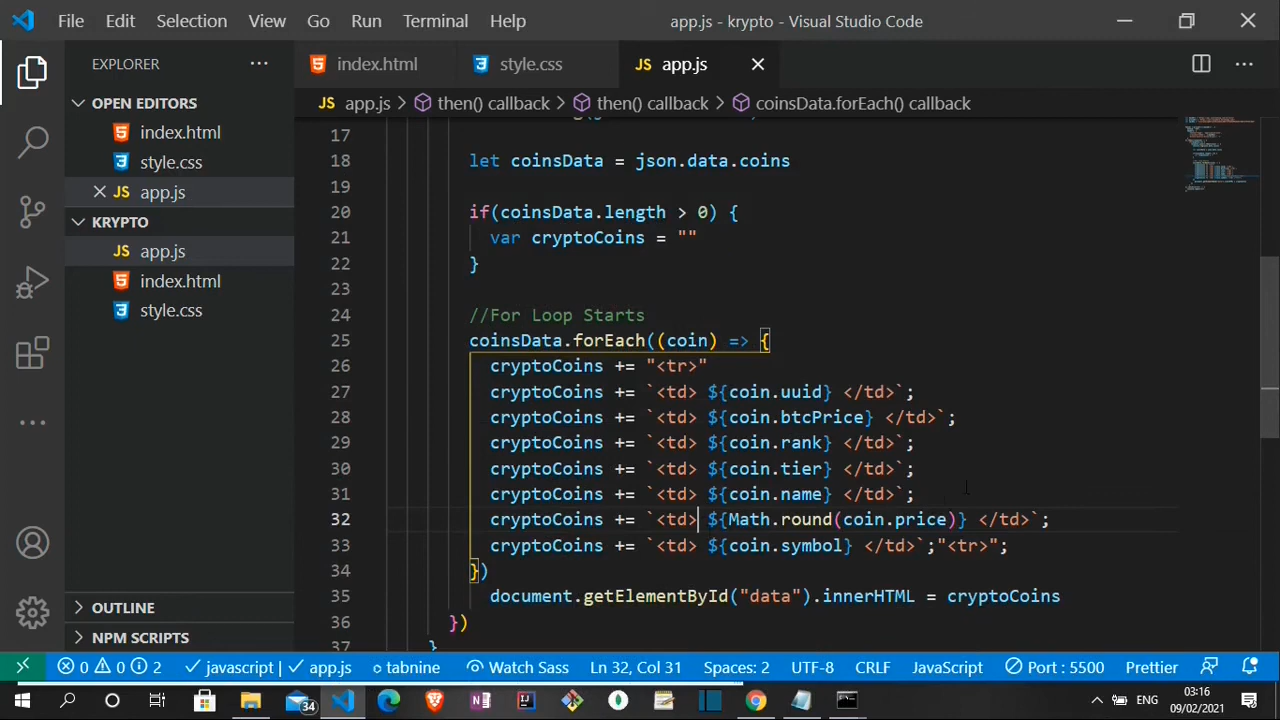 File Edit Selection View Go Run Terminal Help app.js - krypto - Visual Studio Code
EXPLORER
OPEN EDITORS
index.html
style.css
JS app.js
KRYPTO
JS app.js
index.html
style.css
OUTLINE
NPM SCRIPTS
index.html style.css JS app.js
JS app.js > then() callback > then() callback > coinsData.forEach() callback
17
18 let coinsData = json.data.coins
19
20 if(coinsData.length > 0) {
21 var cryptoCoins = ""
22 }
23
24 //For Loop Starts
25 coinsData.forEach((coin) => {
26 cryptoCoins += "<tr>"
27 cryptoCoins += `<td> ${coin.uuid} </td>`;
28 cryptoCoins += `<td> ${coin.btcPrice} </td>`;
29 cryptoCoins += `<td> ${coin.rank} </td>`;
30 cryptoCoins += `<td> ${coin.tier} </td>`;
31 cryptoCoins += `<td> ${coin.name} </td>`;
32 cryptoCoins += `<td> ${Math.round(coin.price)} </td>`;
33 cryptoCoins += `<td> ${coin.symbol} </td>`;"<tr>";
34 })
35 document.getElementById("data").innerHTML = cryptoCoins
36 })
37 }
0 0 2 javascript | app.js tabnine Watch Sass Ln 32, Col 31 Spaces: 2 UTF-8 CRLF JavaScript Port : 5500 Prettier
34 ENG 03:16
09/02/2021